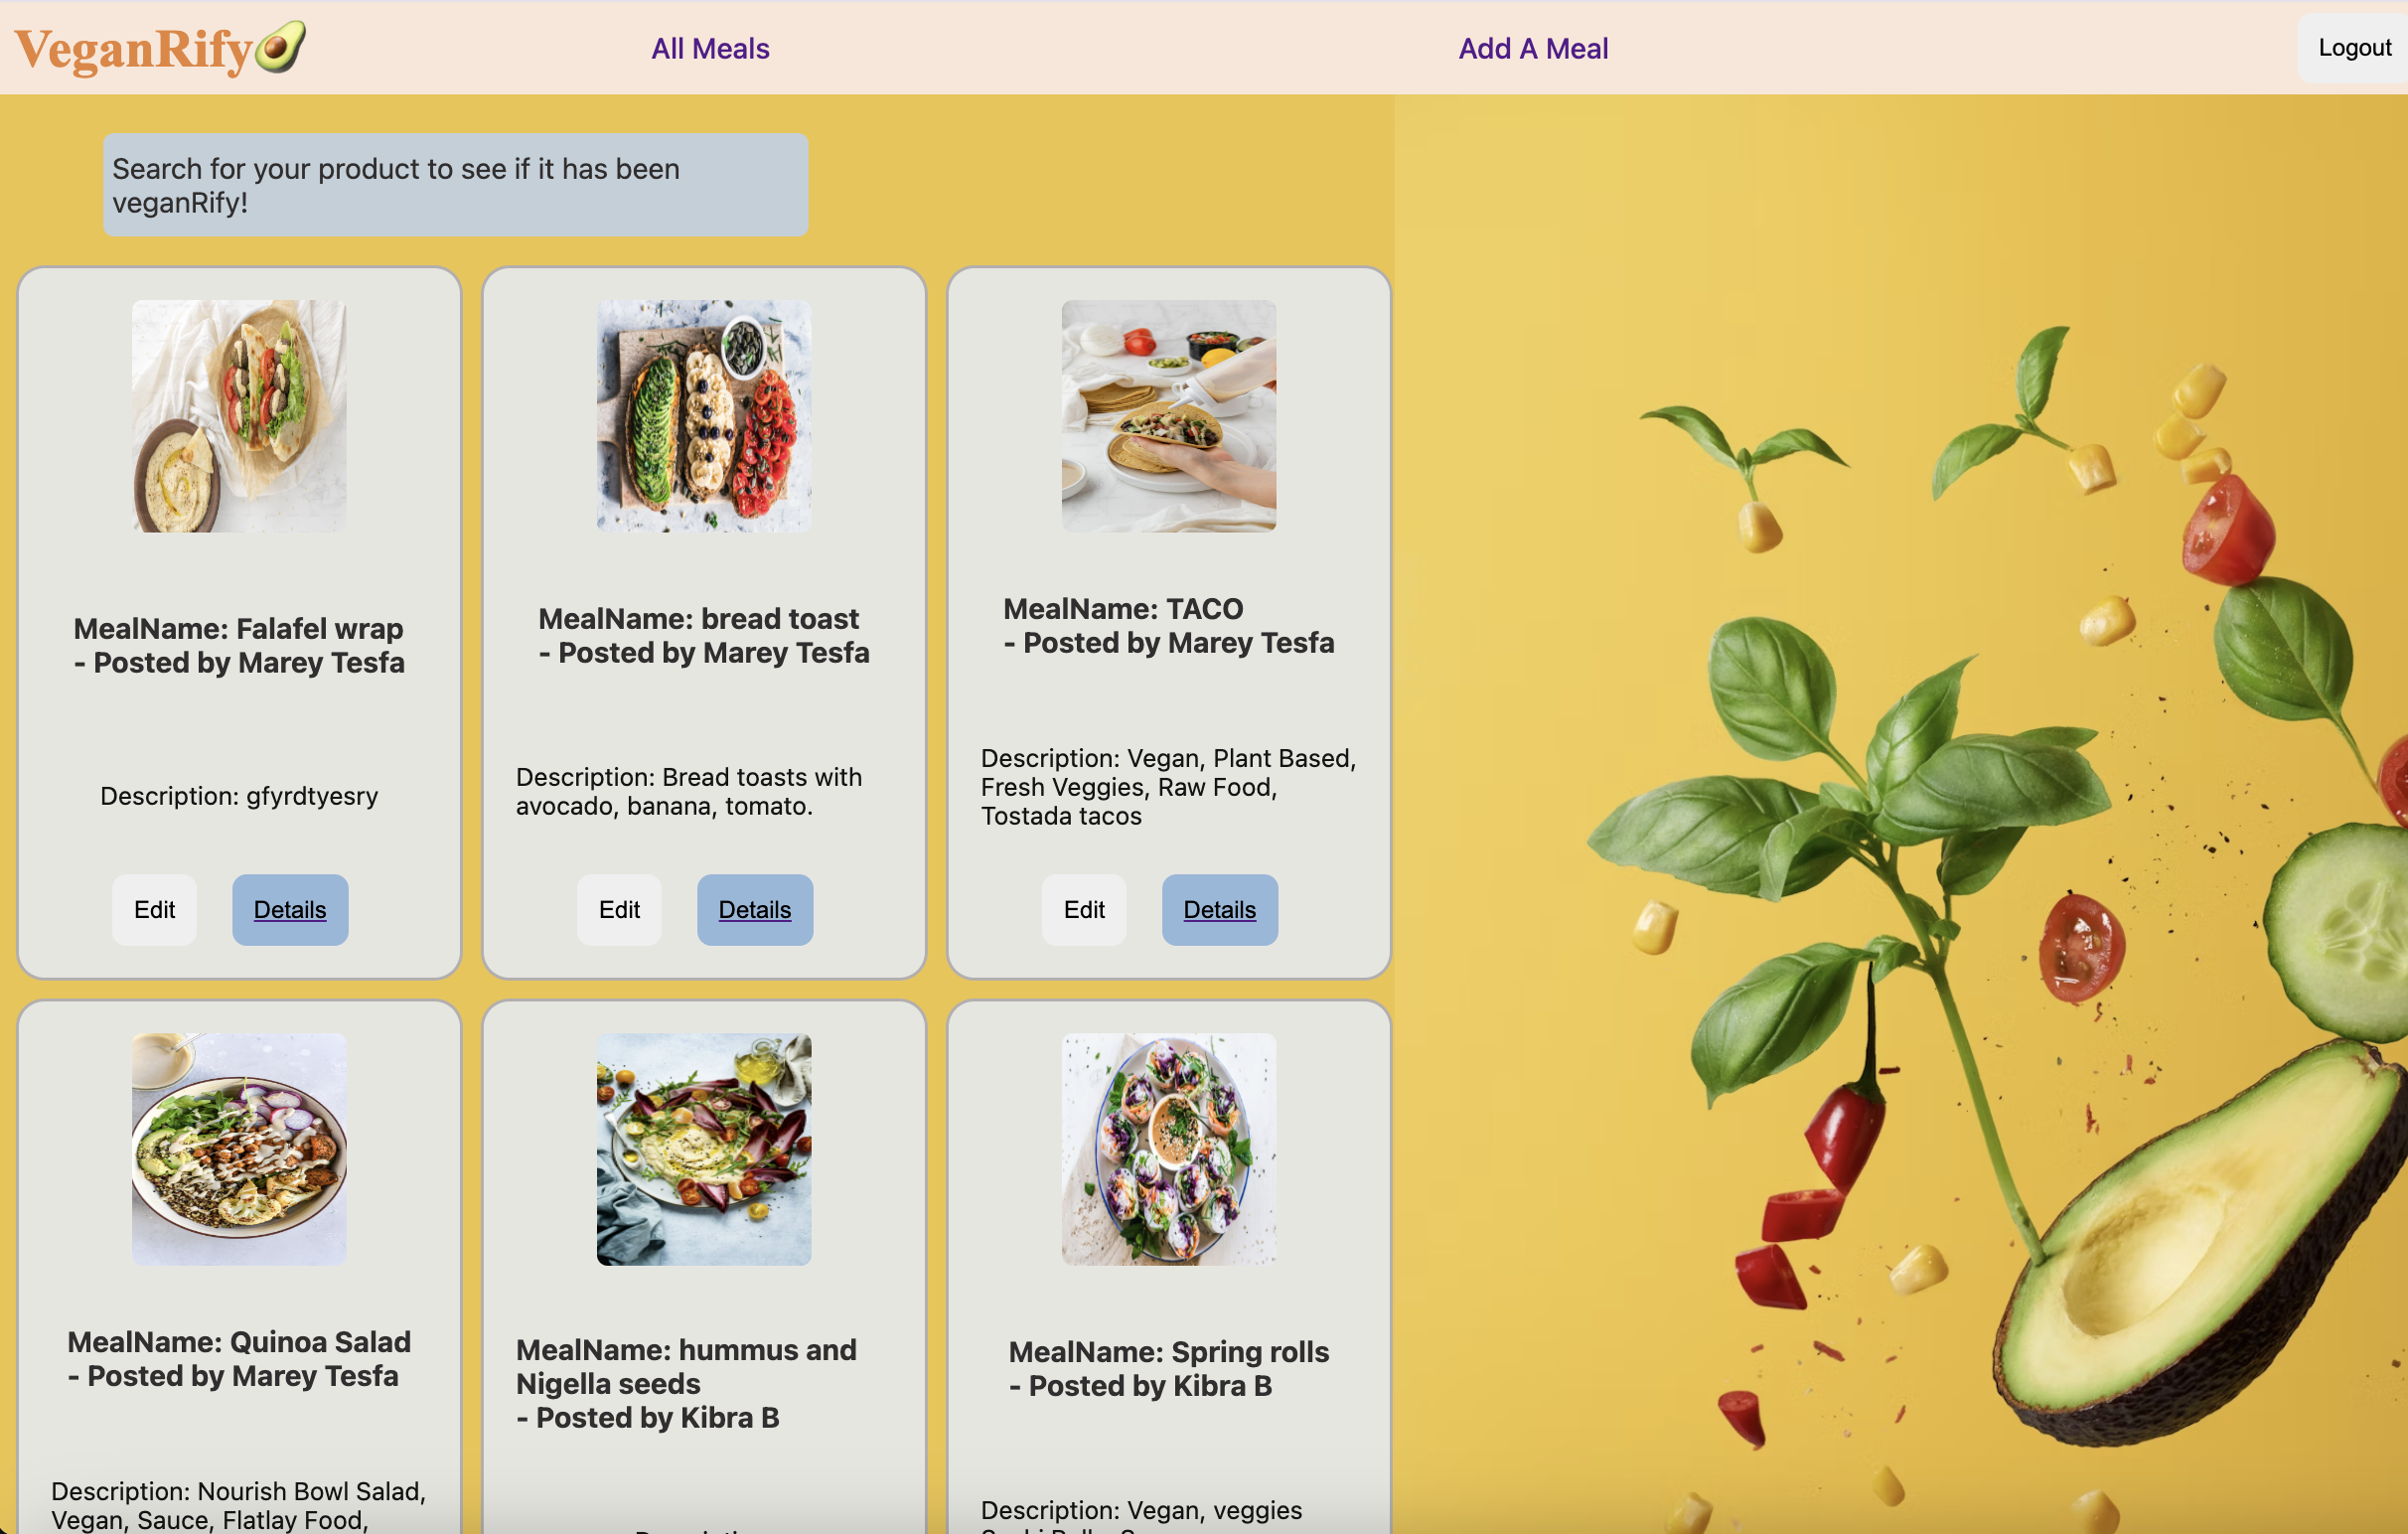 VeganRify
All Meals
Add A Meal
Logout
Search for your product to see if it has been
veganRify!
MealName: Falafel wrap
- Posted by Marey Tesfa
Description: gfyrdtyesry
Edit
Details
MealName: bread toast
- Posted by Marey Tesfa
Description: Bread toasts with
avocado, banana, tomato.
Edit
Details
MealName: TACO
- Posted by Marey Tesfa
Description: Vegan, Plant Based,
Fresh Veggies, Raw Food,
Tostada tacos
Edit
Details
MealName: Quinoa Salad
- Posted by Marey Tesfa
Description: Nourish Bowl Salad,
Vegan, Sauce, Flatlay Food,
MealName: hummus and
Nigella seeds
- Posted by Kibra B
MealName: Spring rolls
- Posted by Kibra B
Description: Vegan, veggies